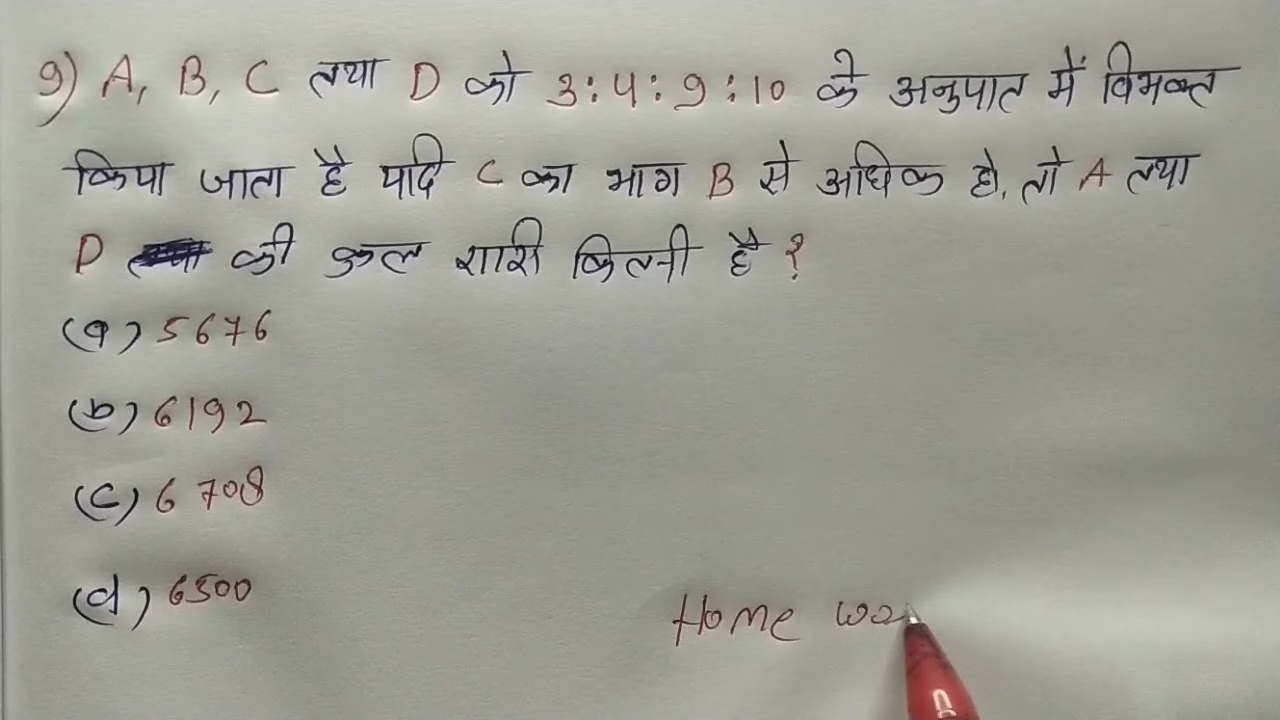 9) A, B, C तथा D को 3:4:9:10 के अनुपात में विभक्त
किया जाता है यदि C का भाग B से अधिक हो, तो A तथा
D की कुल राशि कितनी है ?
(a) 5676
(b) 6192
(c) 6708
(d) 6500
Home wo